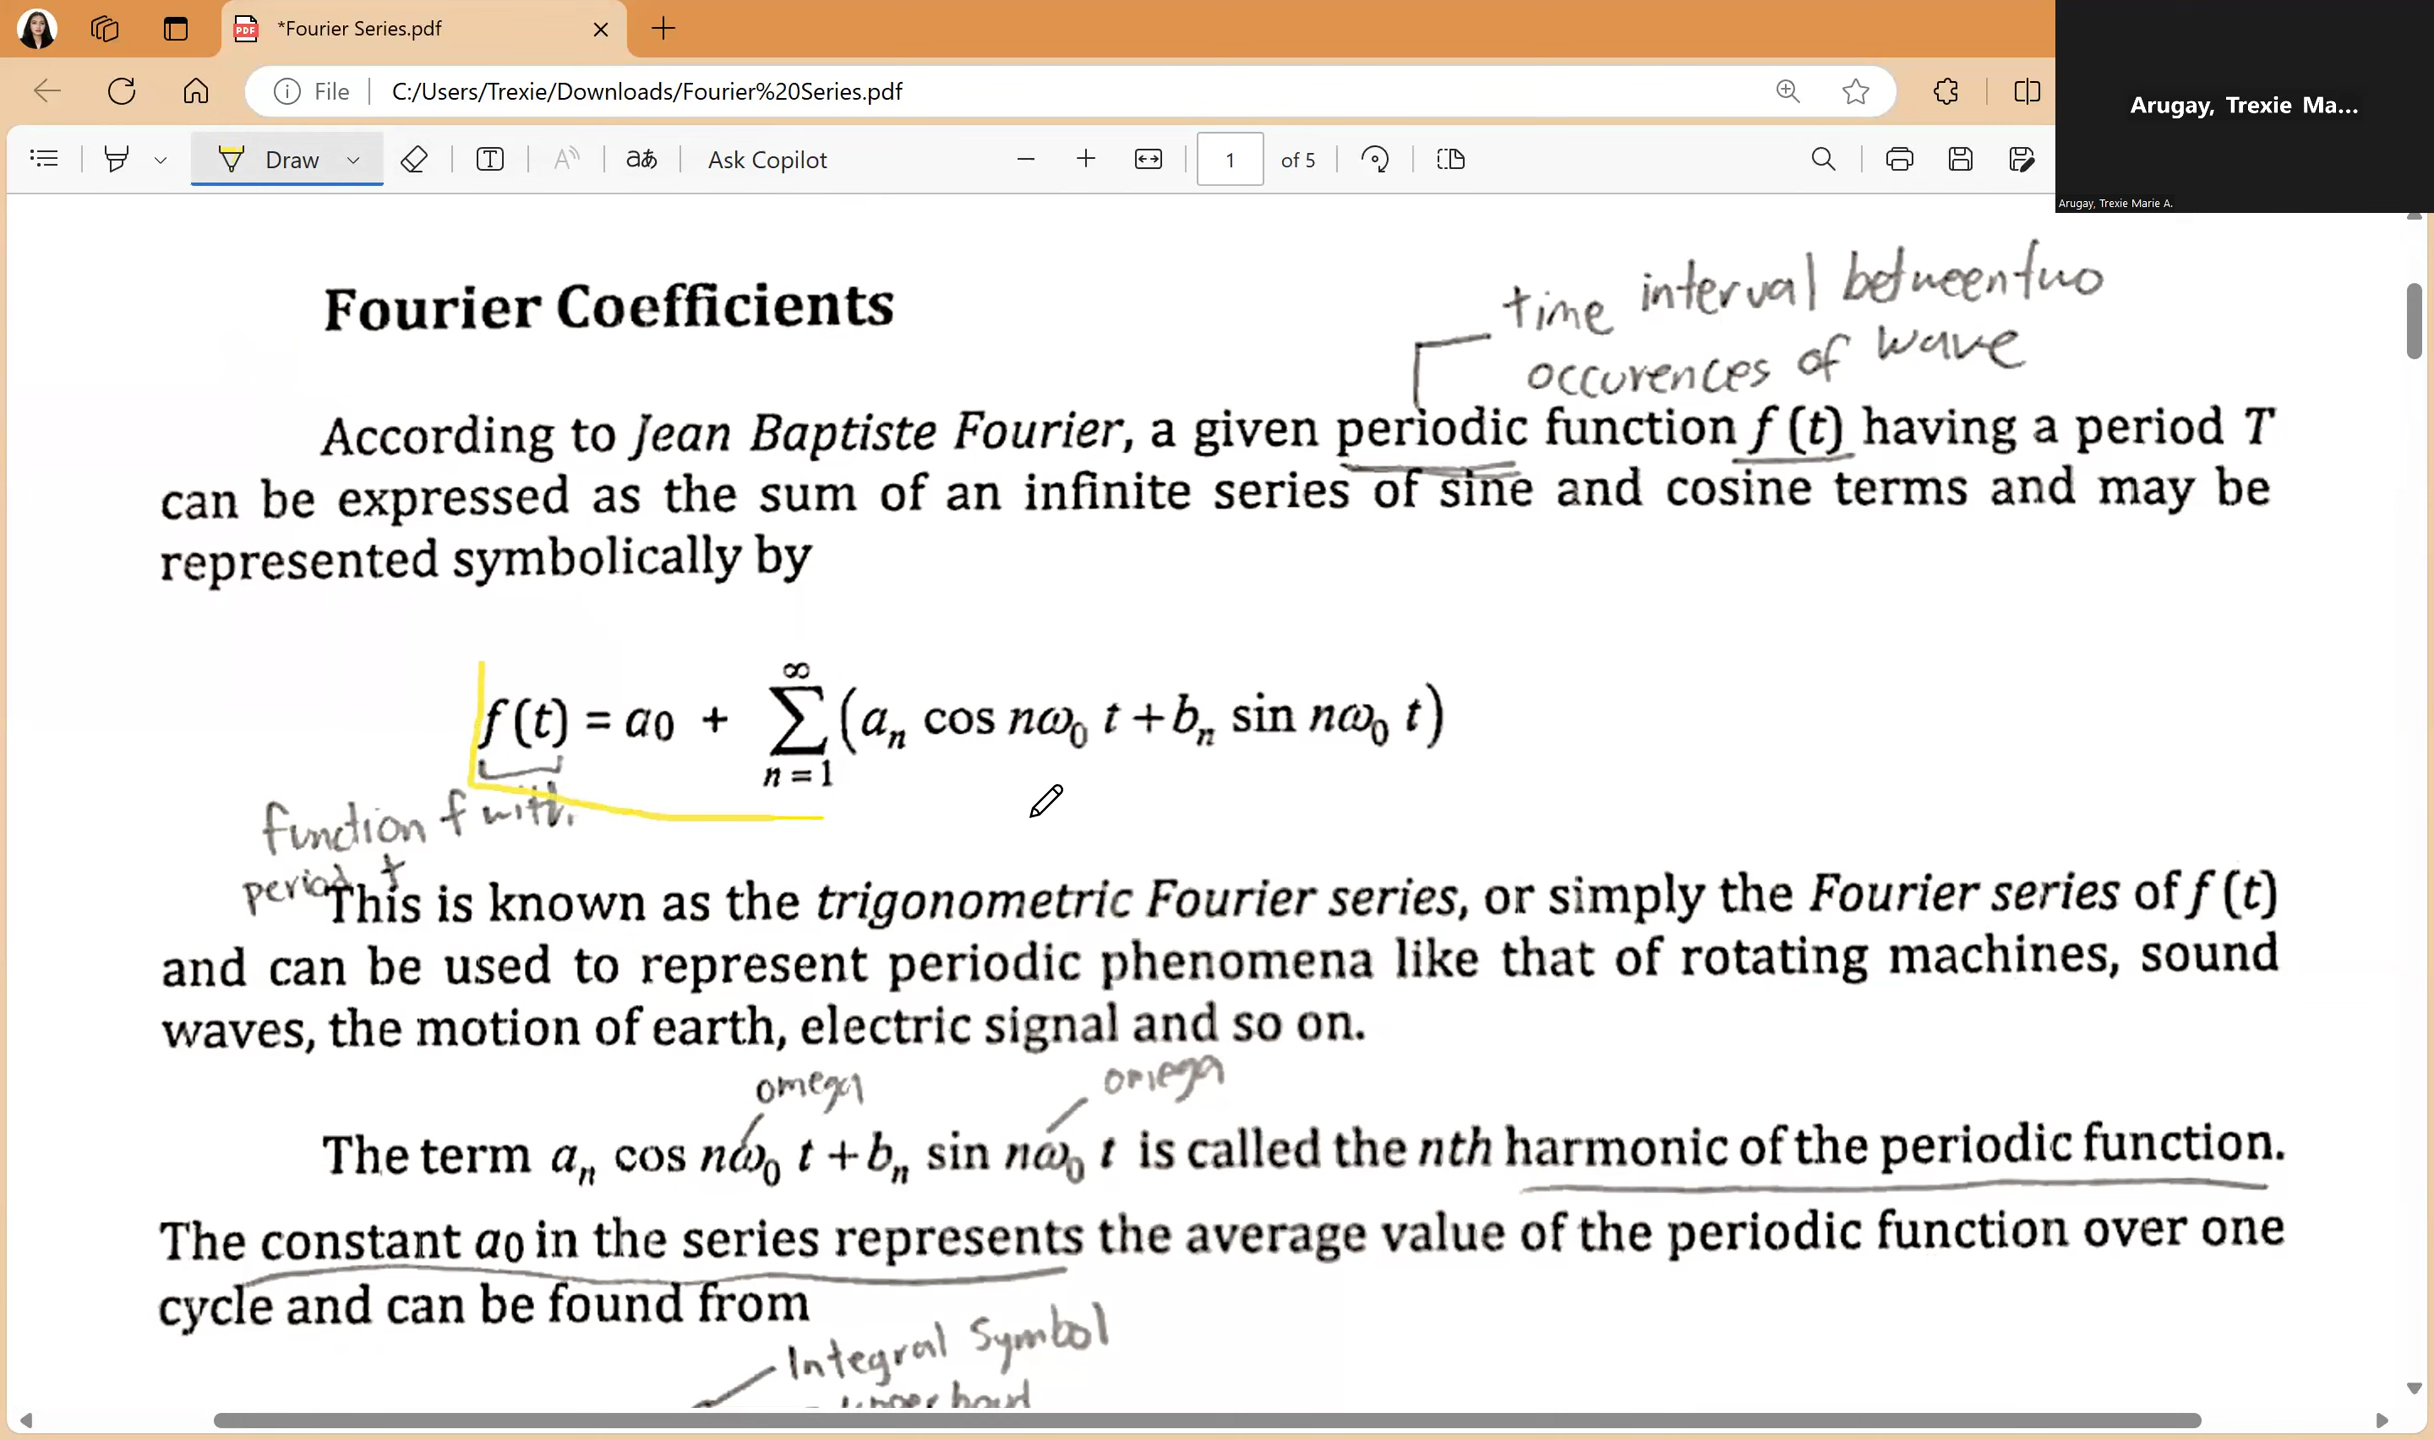 *Fourier Series.pdf
File C:/Users/Trexie/Downloads/Fourier%20Series.pdf
Arugay, Trexie Ma...
Draw Ask Copilot 1 of 5
Arugay, Trexie Marie A.
time interval between two
occurences of wave
Fourier Coefficients
According to Jean Baptiste Fourier, a given periodic function f (t) having a period T
can be expressed as the sum of an infinite series of sine and cosine terms and may be
represented symbolically by
f(t) = a0 + ∑ (aₙ cos nω₀ t + bₙ sin nω₀ t)
∞
n = 1
function f with
period t
This is known as the trigonometric Fourier series, or simply the Fourier series of f (t)
and can be used to represent periodic phenomena like that of rotating machines, sound
waves, the motion of earth, electric signal and so on.
omega omega
The term aₙ cos nω₀ t + bₙ sin nω₀ t is called the nth harmonic of the periodic function.
The constant a0 in the series represents the average value of the periodic function over one
cycle and can be found from
Integral Symbol